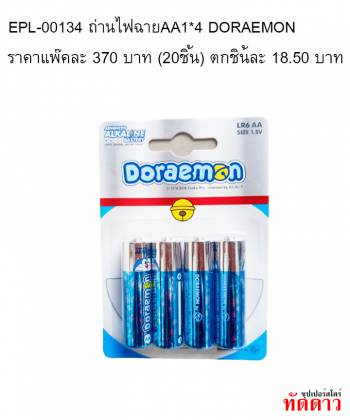 EPL-00134 ถ่านไฟฉายAA1*4 DORAEMON
ราคาแพ๊คละ 370 บาท (20ชิ้น) ตกชิ้นละ 18.50 บาท
ALKALINE
LR6 AA
SIZE 1.5V
Doraemon
Doraemon
DORAEMON
ซุปเปอร์สโตร์
ทัดดาว